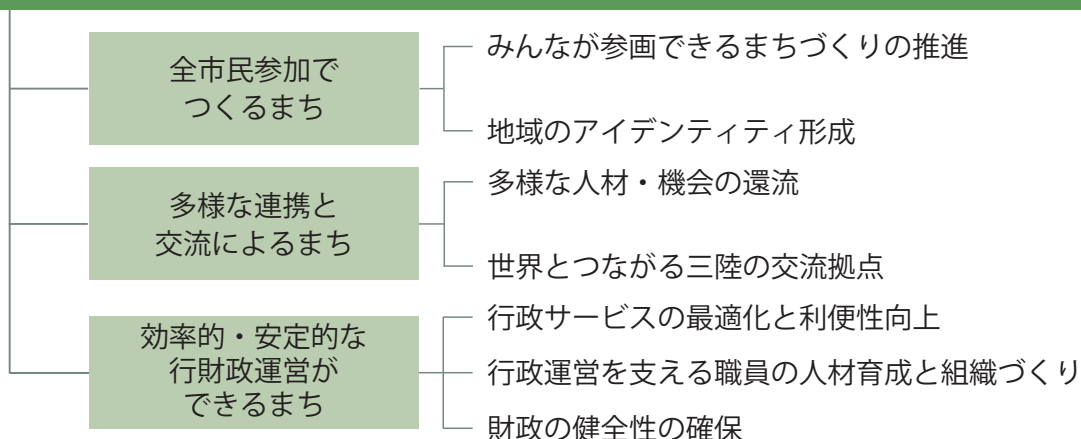 全市民参加で
つくるまち
みんなが参画できるまちづくりの推進
地域のアイデンティティ形成
多様な連携と
交流によるまち
多様な人材・機会の還流
世界とつながる三陸の交流拠点
効率的・安定的な
行財政運営が
できるまち
行政サービスの最適化と利便性向上
行政運営を支える職員の人材育成と組織づくり
財政の健全性の確保